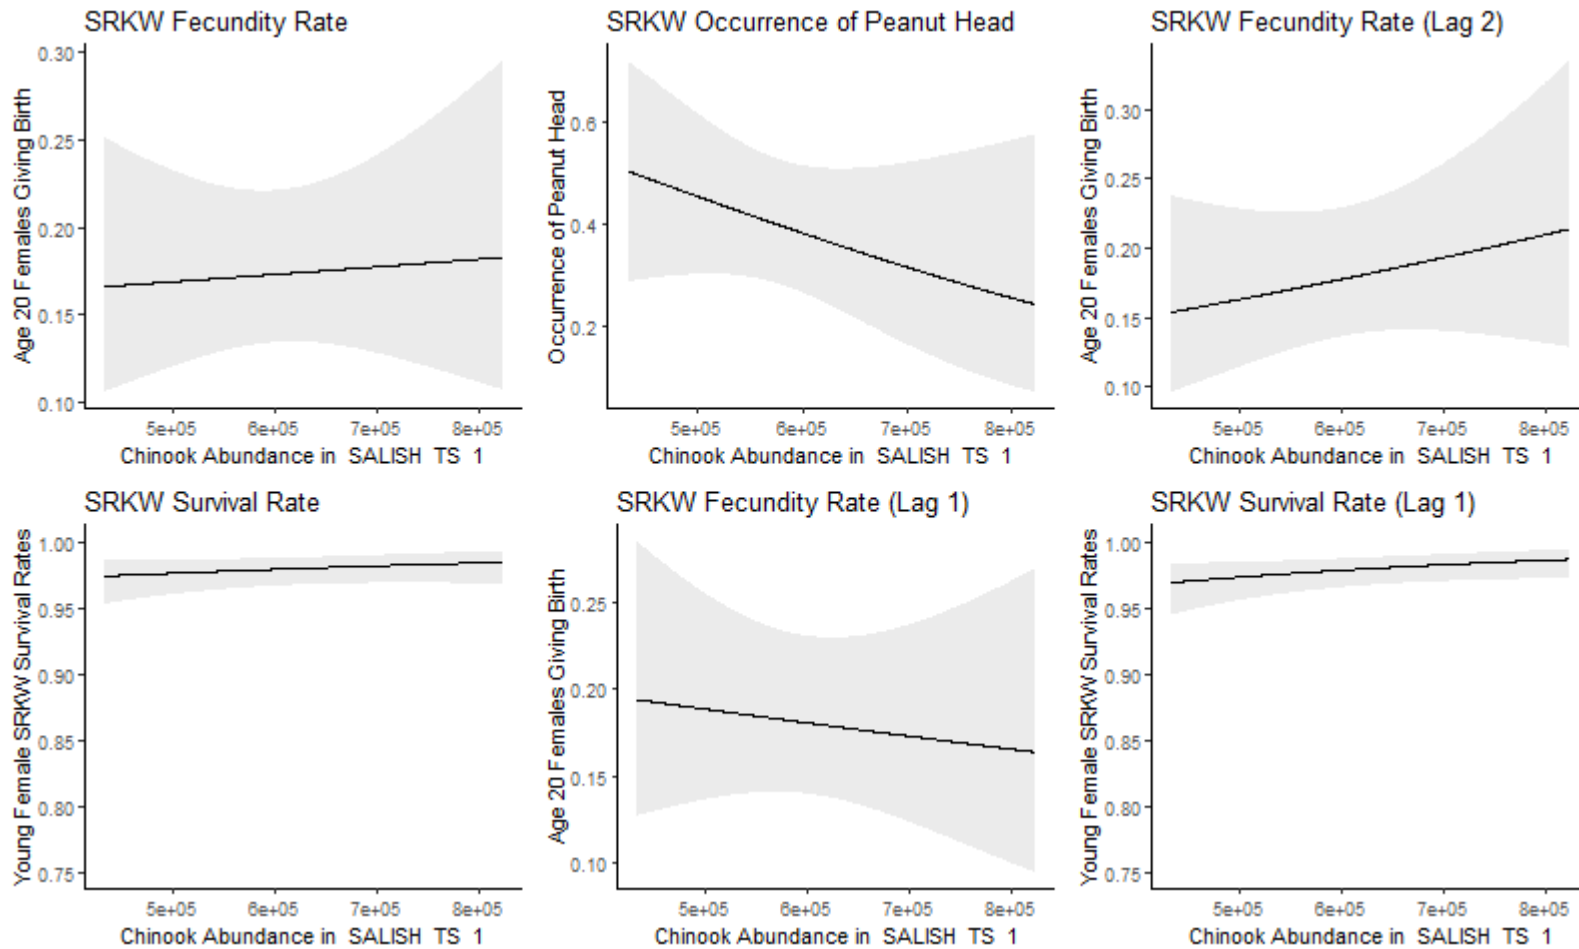 SRKW Fecundity Rate
Age 20 Females Giving Birth
0.30
0.25
0.20
0.15
0.10
5e+05 6e+05 7e+05 8e+05
Chinook Abundance in SALISH TS 1
SRKW Occurrence of Peanut Head
Occurrence of Peanut Head
0.6
0.4
0.2
5e+05 6e+05 7e+05 8e+05
Chinook Abundance in SALISH TS 1
SRKW Fecundity Rate (Lag 2)
Age 20 Females Giving Birth
0.30
0.25
0.20
0.15
0.10
5e+05 6e+05 7e+05 8e+05
Chinook Abundance in SALISH TS 1
SRKW Survival Rate
Young Female SRKW Survival Rates
1.00
0.95
0.90
0.85
0.80
0.75
5e+05 6e+05 7e+05 8e+05
Chinook Abundance in SALISH TS 1
SRKW Fecundity Rate (Lag 1)
Age 20 Females Giving Birth
0.25
0.20
0.15
0.10
5e+05 6e+05 7e+05 8e+05
Chinook Abundance in SALISH TS 1
SRKW Survival Rate (Lag 1)
Young Female SRKW Survival Rates
1.00
0.95
0.90
0.85
0.80
0.75
5e+05 6e+05 7e+05 8e+05
Chinook Abundance in SALISH TS 1